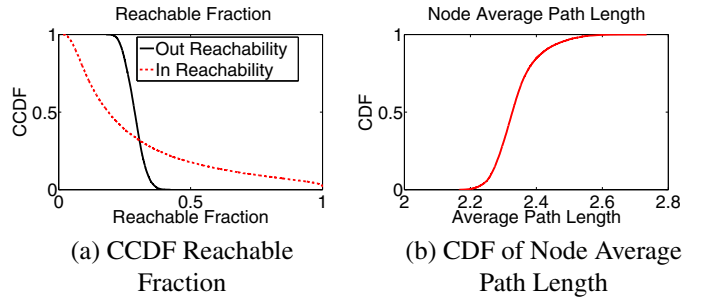 Reachable Fraction
1
Out Reachability
In Reachability
CCDF
0.5
0
0
0.5
1
Reachable Fraction
(a) CCDF Reachable
Fraction
Node Average Path Length
1
CDF
0.5
0
2
2.2
2.4
2.6
2.8
Average Path Length
(b) CDF of Node Average
Path Length